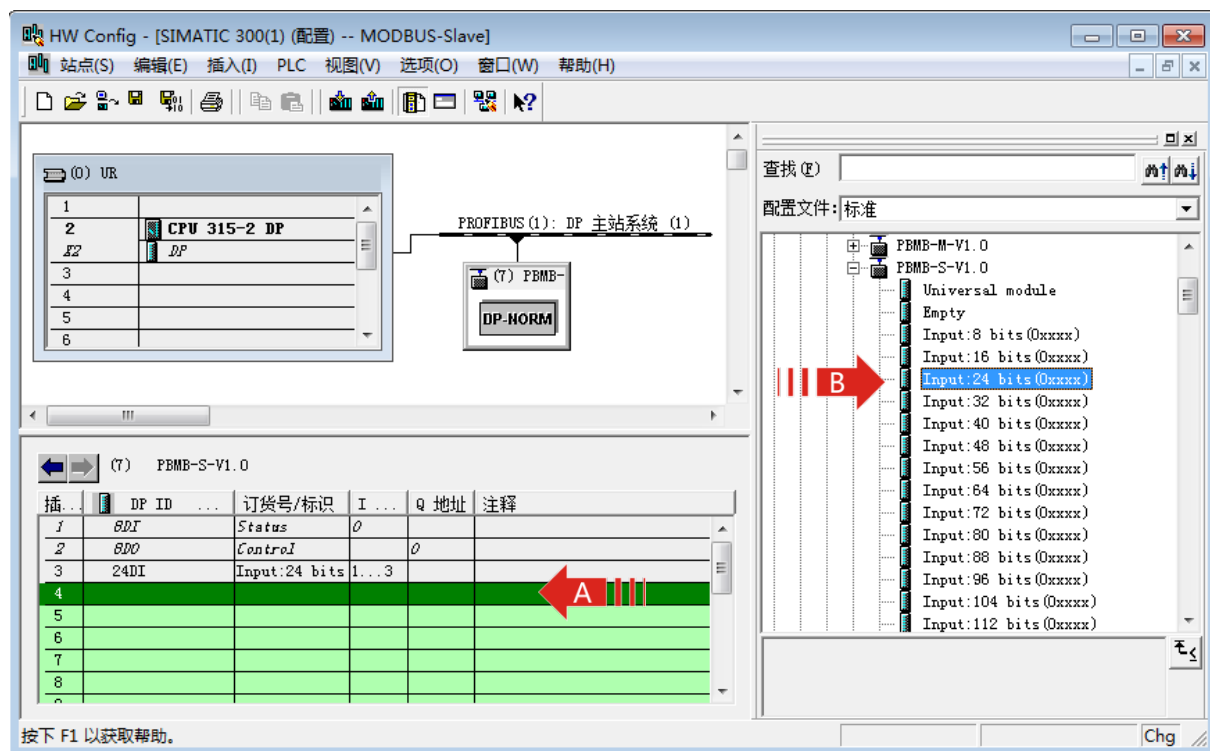 HW Config - [SIMATIC 300(1) (配置) -- MODBUS-Slave]
站点(S) 编辑(E) 插入(I) PLC 视图(V) 选项(O) 窗口(W) 帮助(H)
(0) UR
1
2 CPU 315-2 DP
X2 DP
3
4
5
6
PROFIBUS(1): DP 主站系统 (1)
(7) PBMB-
DP-NORM
(7) PBMB-S-V1.0
插... DP ID ... 订货号/标识 I ... Q 地址 注释
1 8DI Status 0
2 8DO Control 0
3 24DI Input:24 bits 1...3
4
A
5
6
7
8
查找(F)
配置文件: 标准
PBMB-M-V1.0
PBMB-S-V1.0
Universal module
Empty
Input:8 bits(0xxxx)
Input:16 bits(0xxxx)
B
Input:24 bits(0xxxx)
Input:32 bits(0xxxx)
Input:40 bits(0xxxx)
Input:48 bits(0xxxx)
Input:56 bits(0xxxx)
Input:64 bits(0xxxx)
Input:72 bits(0xxxx)
Input:80 bits(0xxxx)
Input:88 bits(0xxxx)
Input:96 bits(0xxxx)
Input:104 bits(0xxxx)
Input:112 bits(0xxxx)
按下 F1 以获取帮助。
Chg